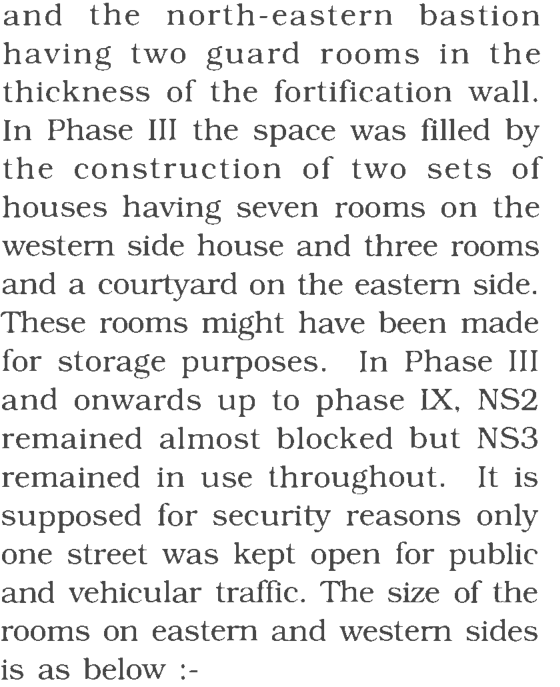 and the north-eastern bastion
having two guard rooms in the
thickness of the fortification wall.
In Phase III the space was filled by
the construction of two sets of
houses having seven rooms on the
western side house and three rooms
and a courtyard on the eastern side.
These rooms might have been made
for storage purposes. In Phase III
and onwards up to phase IX, NS2
remained almost blocked but NS3
remained in use throughout. It is
supposed for security reasons only
one street was kept open for public
and vehicular traffic. The size of the
rooms on eastern and western sides
is as below :-